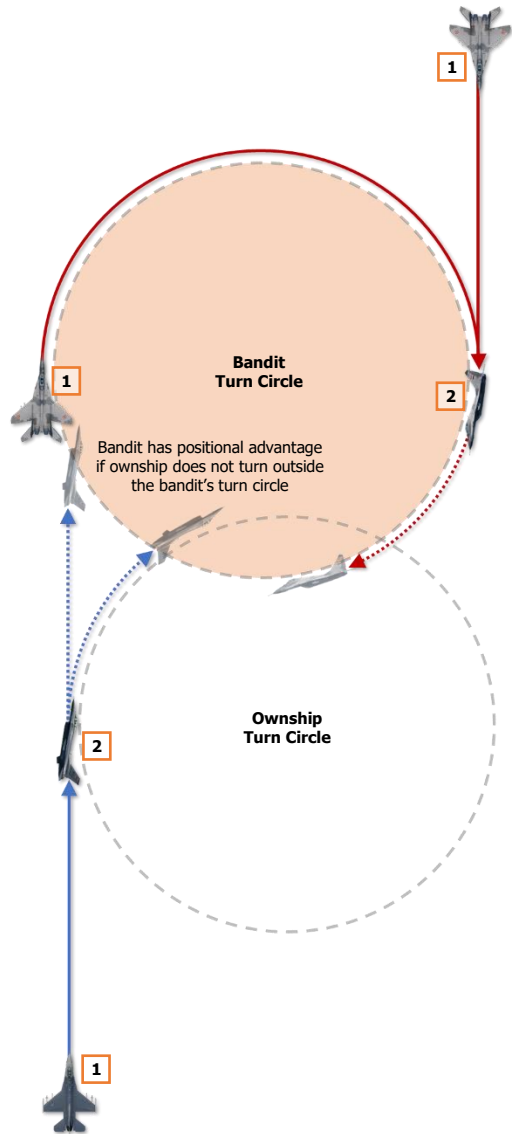 1
Bandit
Turn Circle
1
2
Bandit has positional advantage
if ownship does not turn outside
the bandit's turn circle
Ownship
Turn Circle
2
1